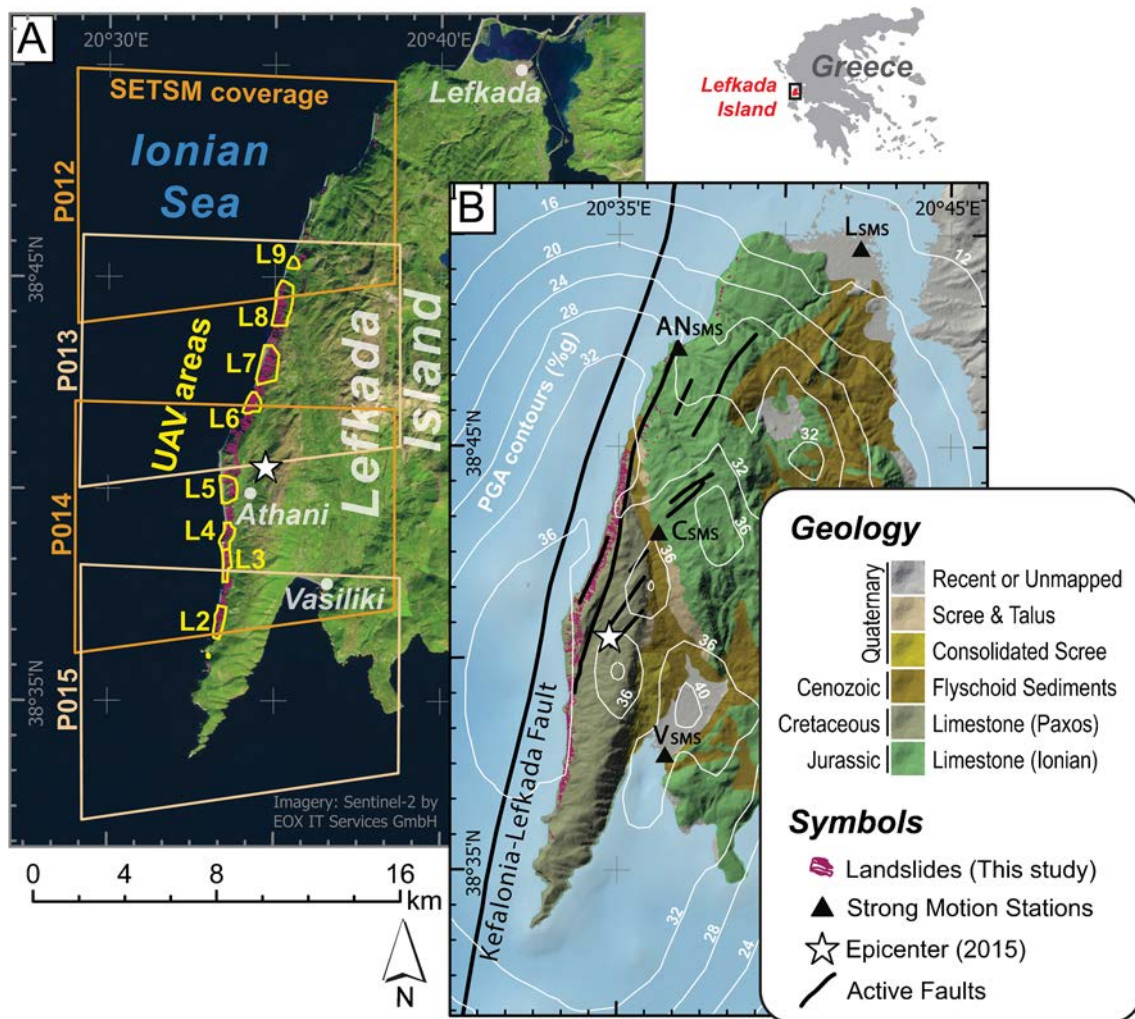 A
20°30'E
20°40'E
SETSM coverage
Lefkada
Ionian
Sea
P012
38°45'N
L9
L8
P013
L7
UAV areas
L6
Lefkada
Island
L5
Athani
P014
L4
L3
Vasiliki
L2
38°35'N
P015
Imagery: Sentinel-2 by
EOX IT Services GmbH
0 4 8 12 16
km
N
Greece
Lefkada
Island
B
20°35'E
20°45'E
16
20
24
28
32
12
LSMS
ANSMS
PGA contours (%g)
38°45'N
32
32
36
36
CSMS
36
36
36
40
VSMS
Kefalonia-Lefkada Fault
38°35'N
32
28
24
Geology
Quaternary
Recent or Unmapped
Scree & Talus
Consolidated Scree
Cenozoic
Flyschoid Sediments
Cretaceous
Limestone (Paxos)
Jurassic
Limestone (Ionian)
Symbols
Landslides (This study)
Strong Motion Stations
Epicenter (2015)
Active Faults